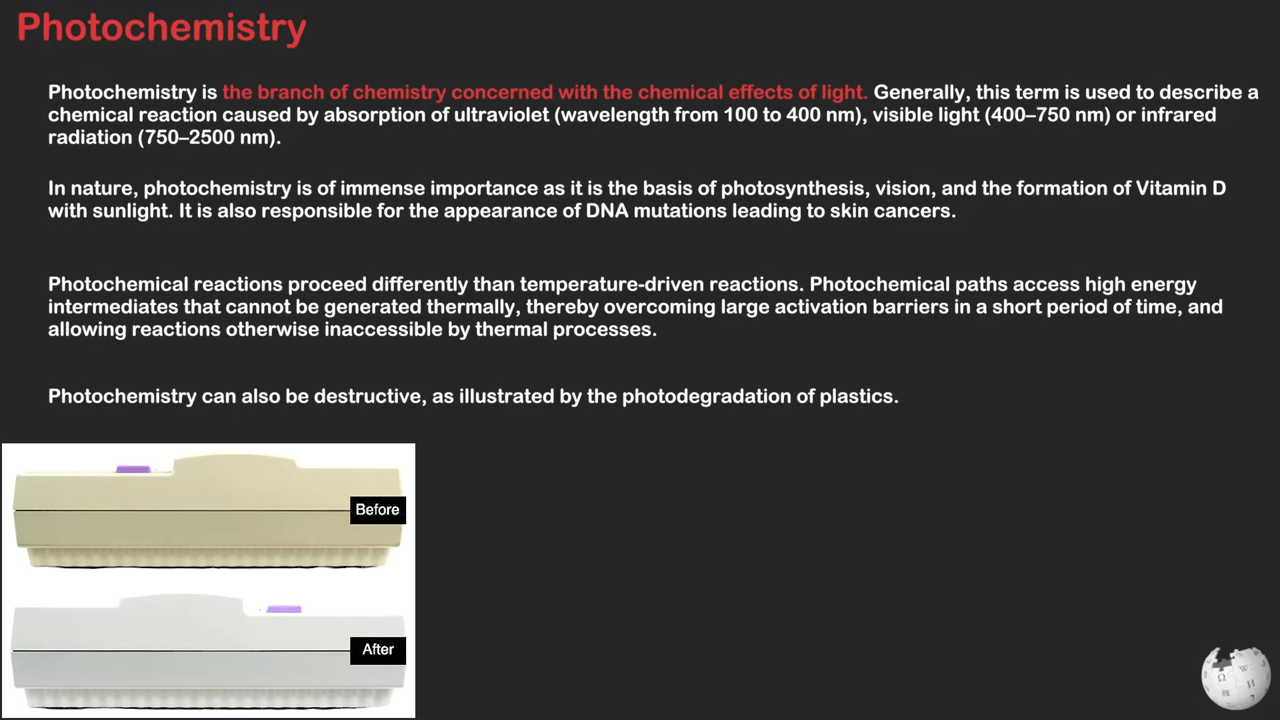 Photochemistry
Photochemistry is the branch of chemistry concerned with the chemical effects of light. Generally, this term is used to describe a
chemical reaction caused by absorption of ultraviolet (wavelength from 100 to 400 nm), visible light (400–750 nm) or infrared
radiation (750–2500 nm).
In nature, photochemistry is of immense importance as it is the basis of photosynthesis, vision, and the formation of Vitamin D
with sunlight. It is also responsible for the appearance of DNA mutations leading to skin cancers.
Photochemical reactions proceed differently than temperature-driven reactions. Photochemical paths access high energy
intermediates that cannot be generated thermally, thereby overcoming large activation barriers in a short period of time, and
allowing reactions otherwise inaccessible by thermal processes.
Photochemistry can also be destructive, as illustrated by the photodegradation of plastics.
Before
After
Ω W
И